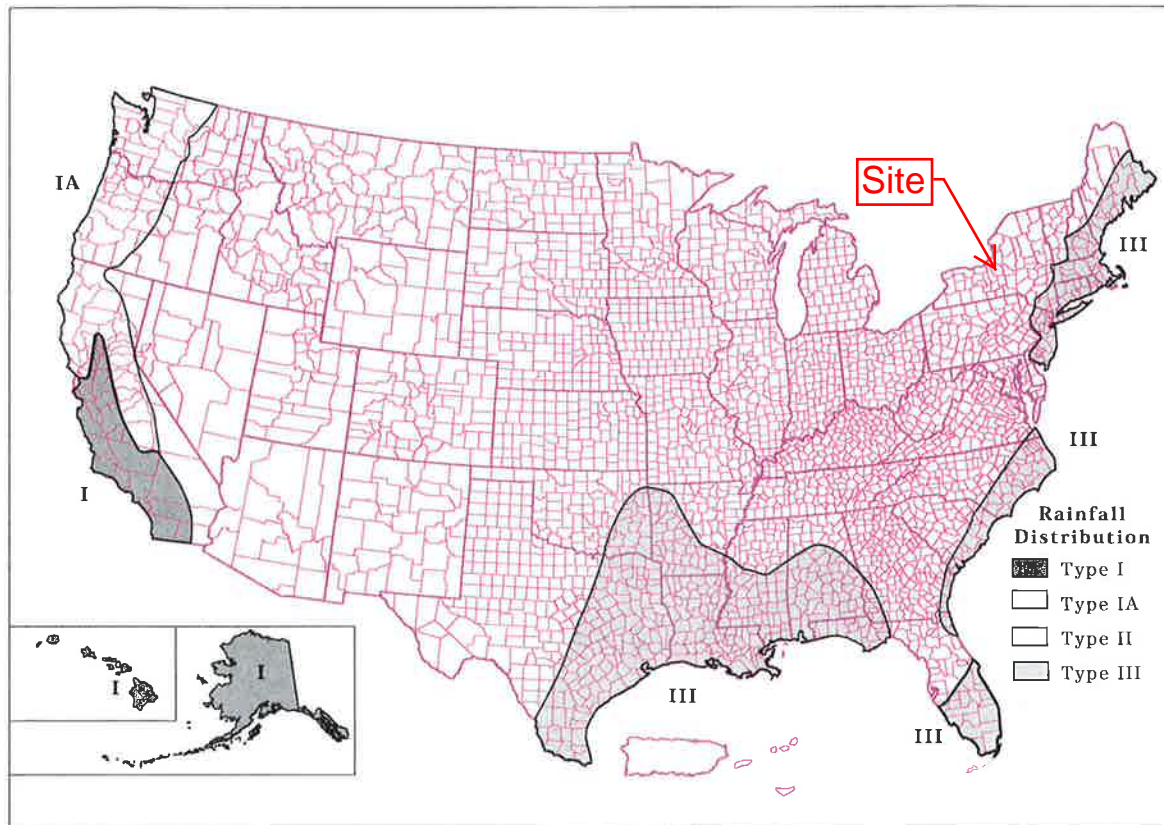 Site
IA
III
I
III
Rainfall
Distribution
Type I
Type IA
Type II
Type III
I
I
III
III